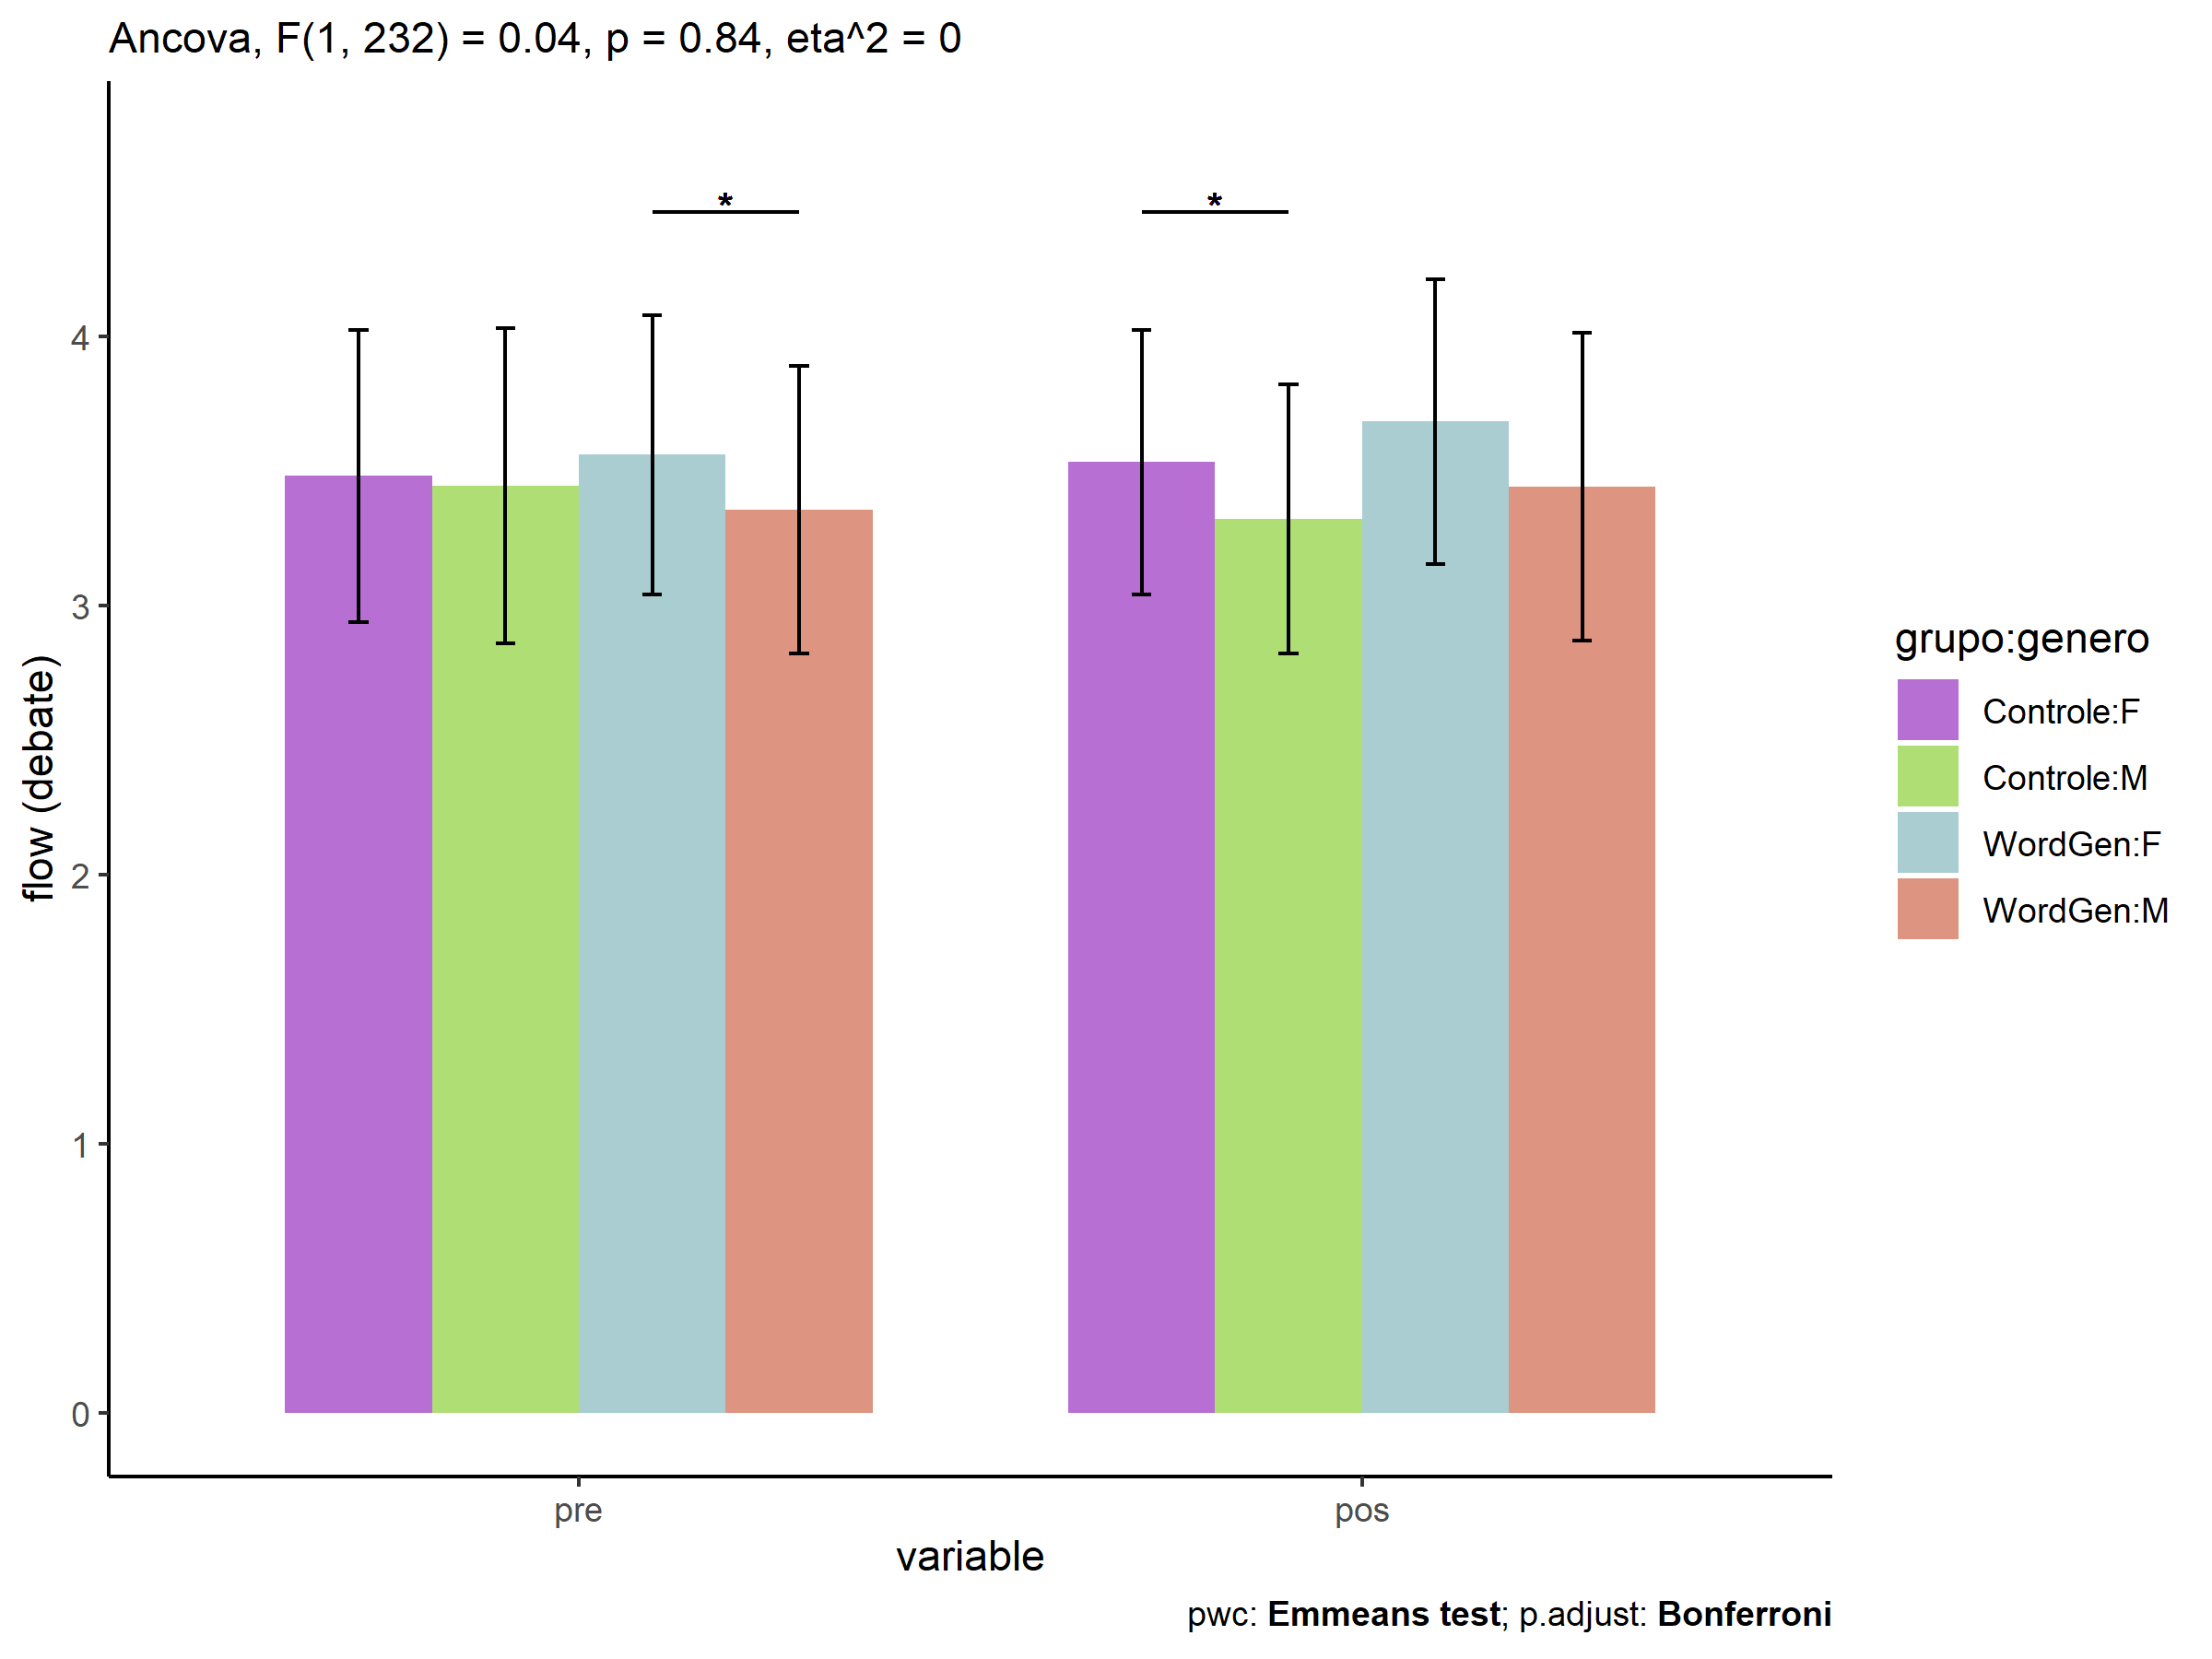 Ancova, F(1, 232) = 0.04, p = 0.84, eta^2 = 0
*
*
4
3
2
1
0
flow (debate)
pre
pos
variable
grupo:genero
Controle:F
Controle:M
WordGen:F
WordGen:M
pwc: Emmeans test; p.adjust: Bonferroni